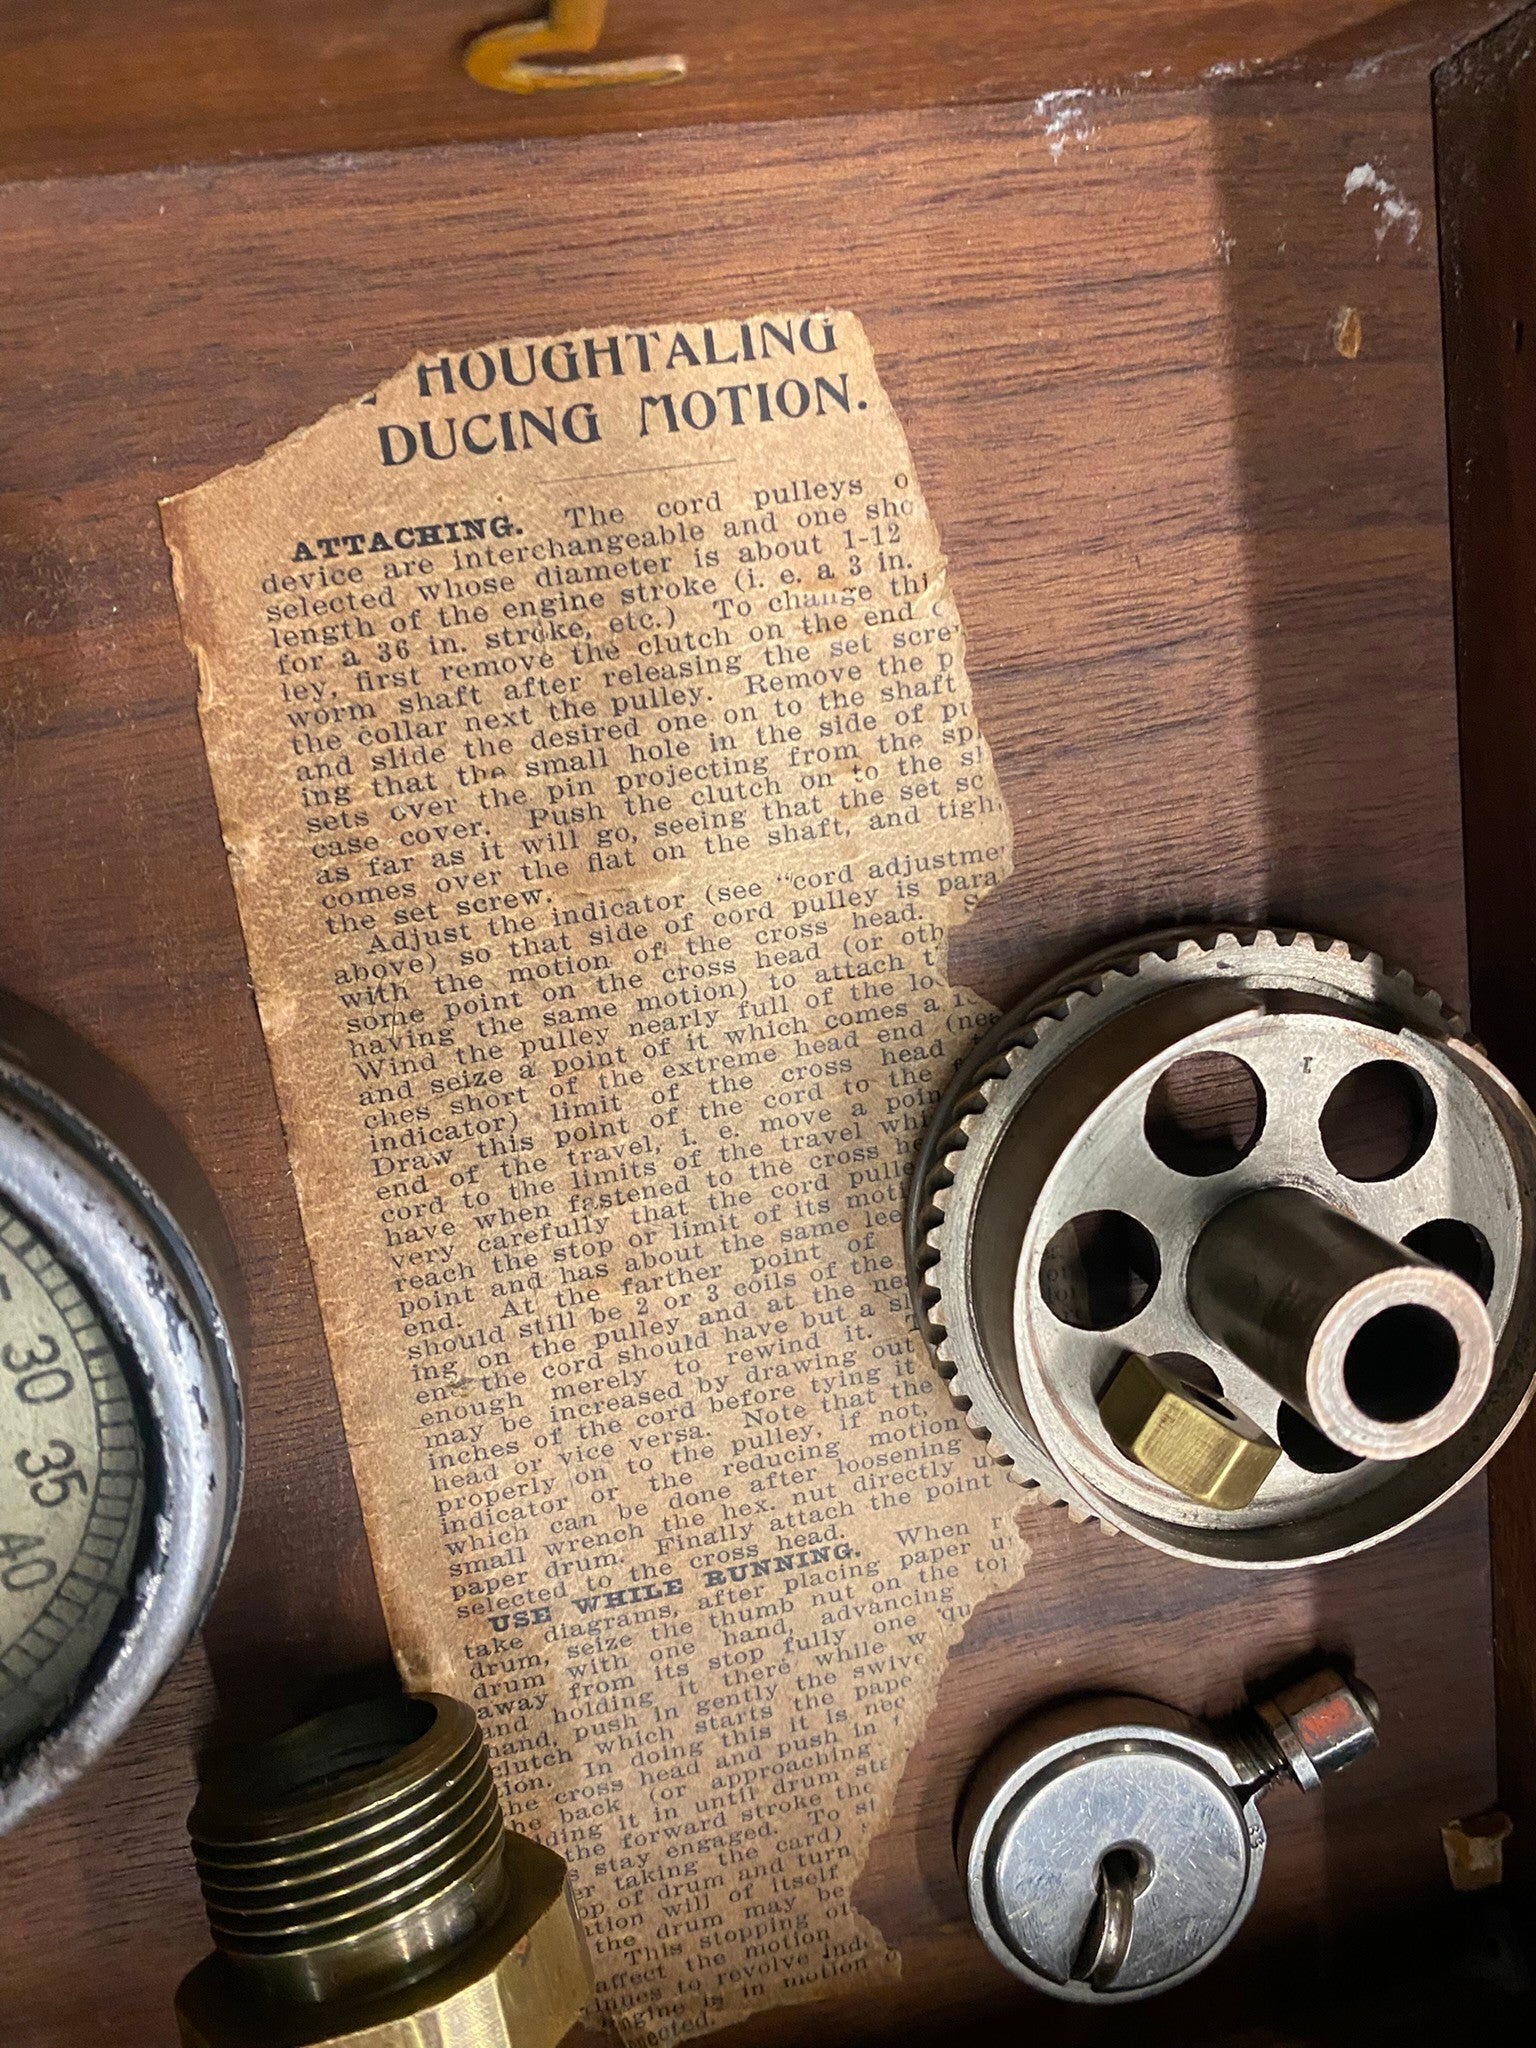 HOUGHTALING
DUCING MOTION.
ATTACHING. The cord pulleys
device are interchangeable and one
selected whose diameter is about 1-12
length of the engine stroke (i. e. a 3 in.
for a 36 in. stroke, etc.) To change
ley, first remove the clutch on the end
worm shaft after releasing the set
the collar next the pulley. Remove the
and slide the desired one on to the shaft
ing that the small hole in the side of
sets over the pin projecting from the
case cover. Push the clutch on to the
as far as it will go, seeing that the set
comes over the flat on the shaft, and
the set screw.
Adjust the indicator (see "cord
above) so that side of cord pulley is
with the motion of the cross head.
some point on the cross head (or
having the same motion) to attach
Wind the pulley nearly full of the
and seize a point of it which comes a
ches short of the extreme head end
indicator) limit of the cross head
Draw this point of the cord to the
end of the travel, i. e. move a
cord to the limits of the travel
have when fastened to the cross
very carefully that the cord
reach the stop or limit of its
point and has about the same
end. At the farther point of
should still be 2 or 3 coils of the
ing on the pulley and at the
end the cord should have but a
enough merely to rewind it.
may be increased by drawing out
inches of the cord before tying it
head or vice versa. Note that the
properly on to the pulley, if not,
indicator or the reducing motion
which can be done after loosening
small wrench the hex. nut directly
paper drum. Finally attach the point
selected to the cross head.
USE WHILE RUNNING. When
take diagrams, after placing paper
drum, seize the thumb nut on the
drum with one hand, advancing
away from its stop fully one
and holding it there while
hand, push in gently the
clutch which starts the
tion. In doing this it is
the cross head and push in
the back (or approaching
lding it in until drum
the forward stroke
s stay engaged. To
er taking the card)
op of drum and turn
tion will of itself
the drum may be
This stopping
affect the motion
inues to revolve
ngine is in motion
nected.
30
35
40